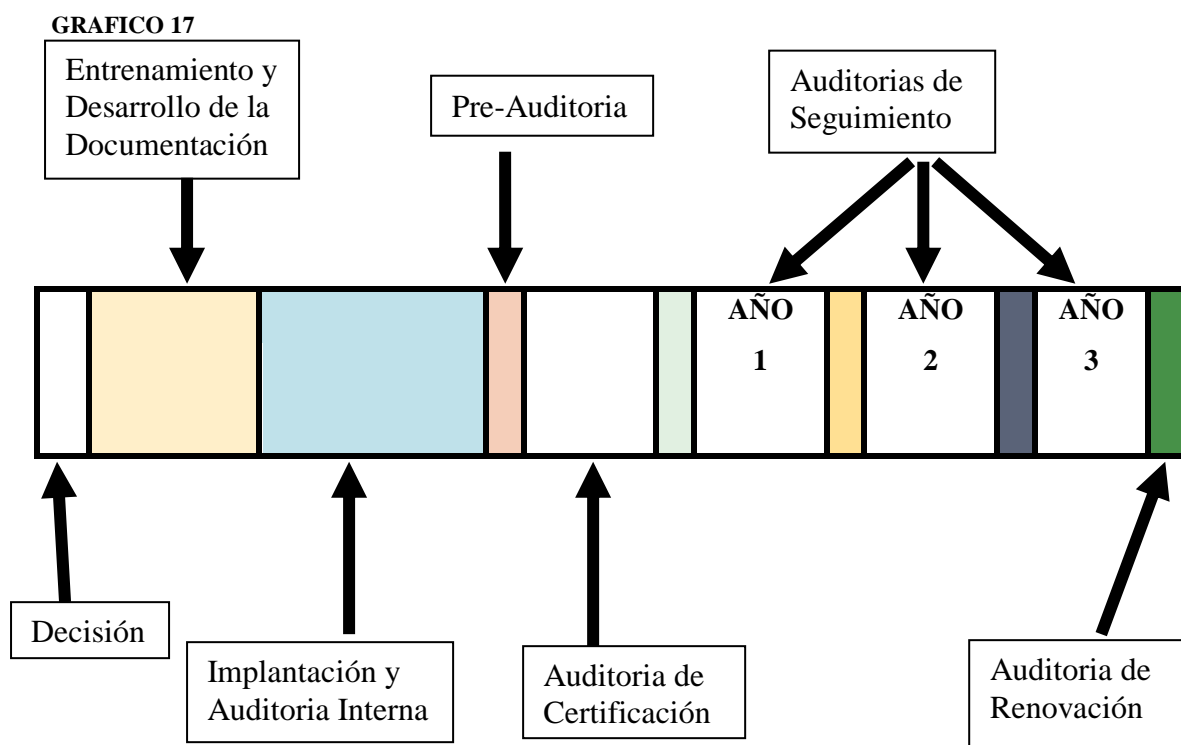 GRAFICO 17
Entrenamiento y
Desarrollo de la
Documentación
Pre-Auditoria
Auditorias de
Seguimiento
AÑO
1
AÑO
2
AÑO
3
Decisión
Implantación y
Auditoria Interna
Auditoria de
Certificación
Auditoria de
Renovación